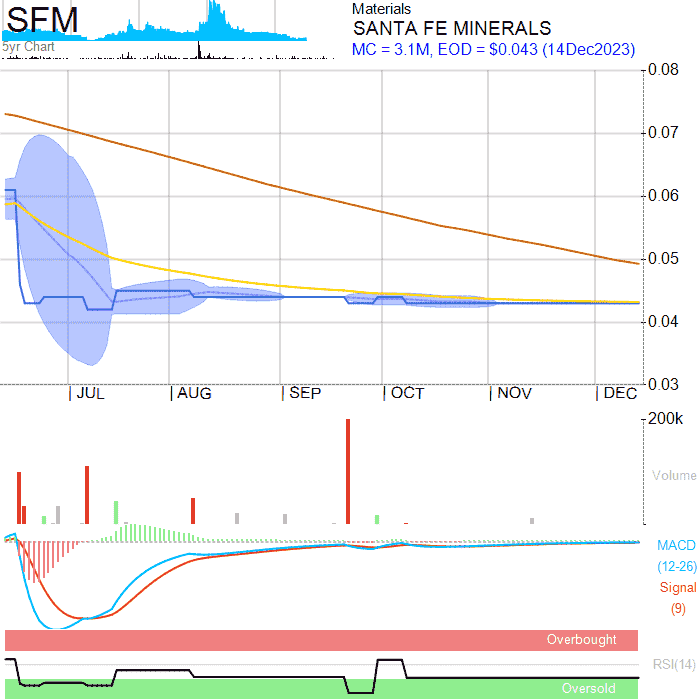 SFM
5yr Chart
Materials
SANTA FE MINERALS
MC = 3.1M, EOD = $0.043 (14Dec2023)
0.08
0.07
0.06
0.05
0.04
0.03
JUL AUG SEP OCT NOV DEC
200k
Volume
MACD
(12-26)
Signal
(9)
Overbought
RSI(14)
Oversold